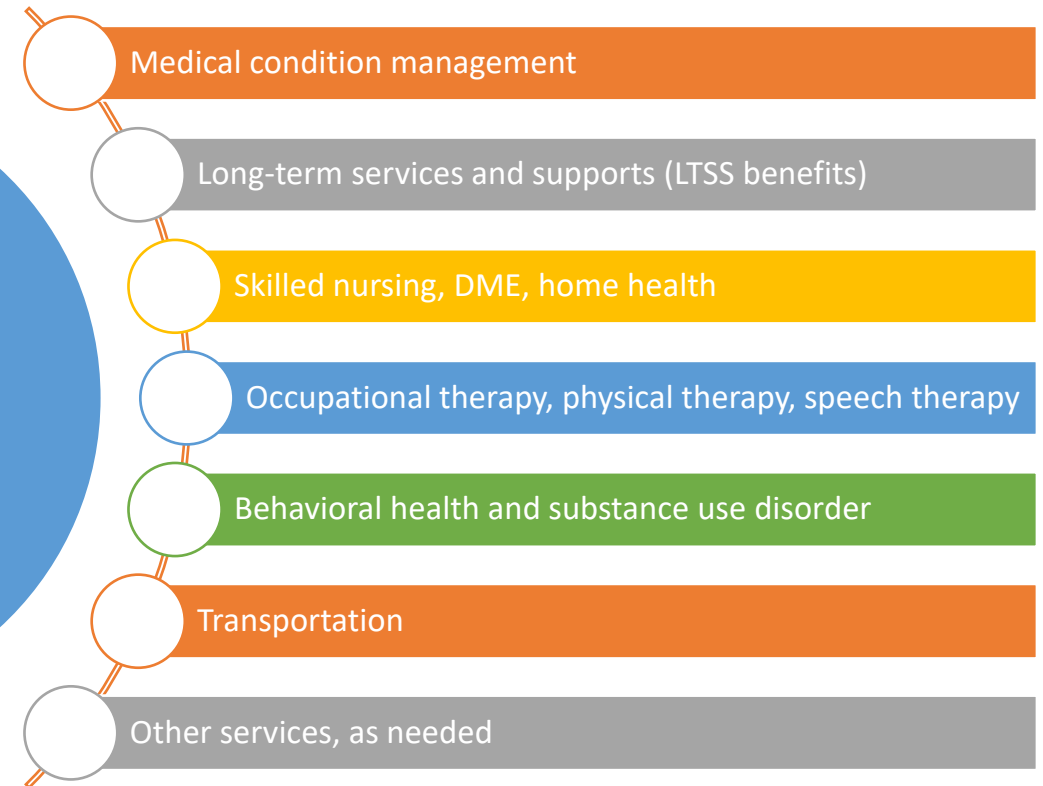 Medical condition management
Long-term services and supports (LTSS benefits)
Skilled nursing, DME, home health
Occupational therapy, physical therapy, speech therapy
Behavioral health and substance use disorder
Transportation
Other services, as needed